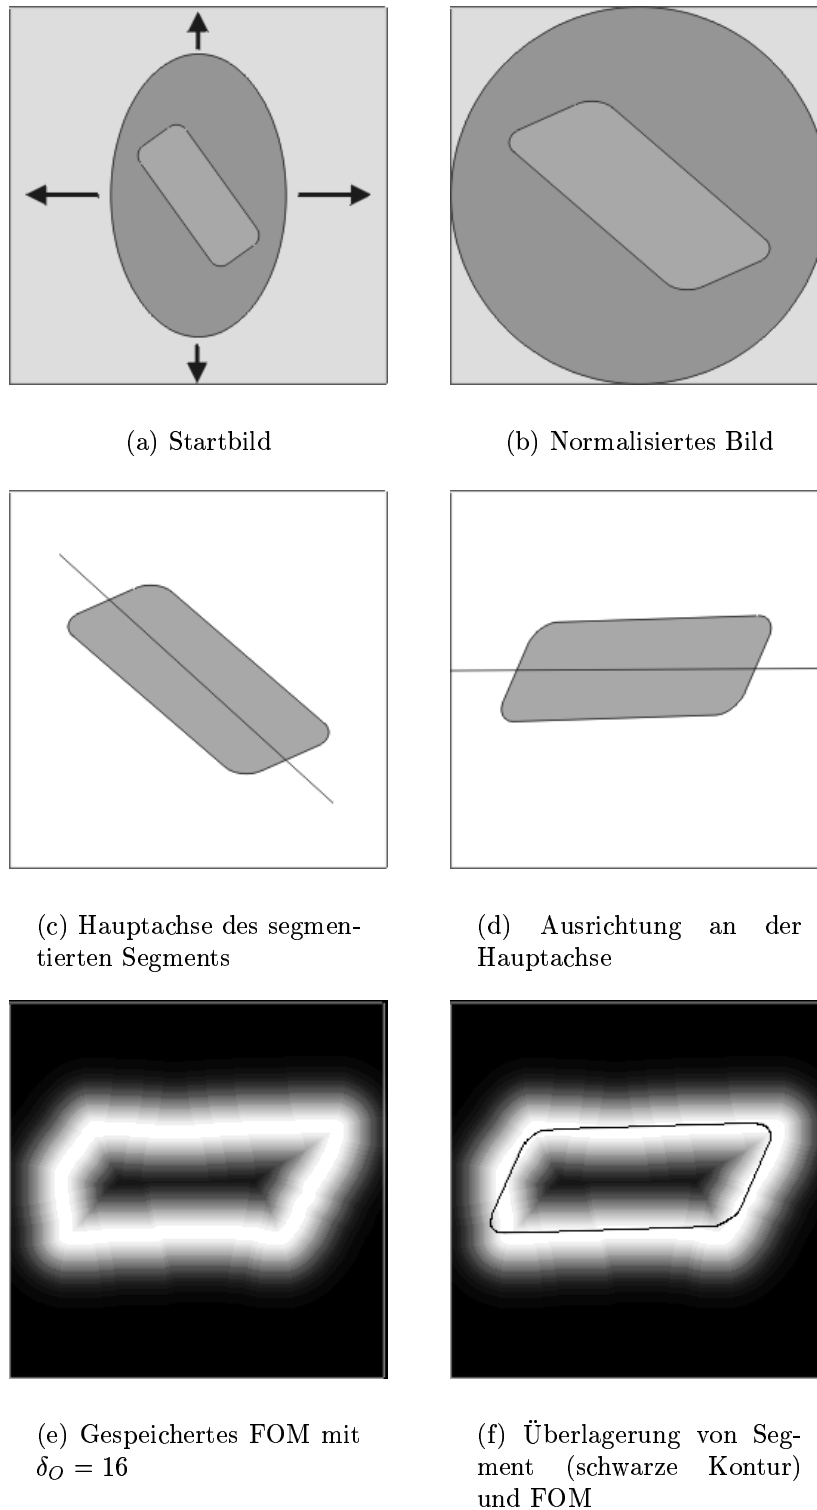 (a) Startbild
(b) Normalisiertes Bild
(c) Hauptachse des segmen-
tierten Segments
(d) Ausrichtung an der
Hauptachse
(e) Gespeichertes FOM mit
δ_O = 16
(f) Überlagerung von Seg-
ment (schwarze Kontur)
und FOM